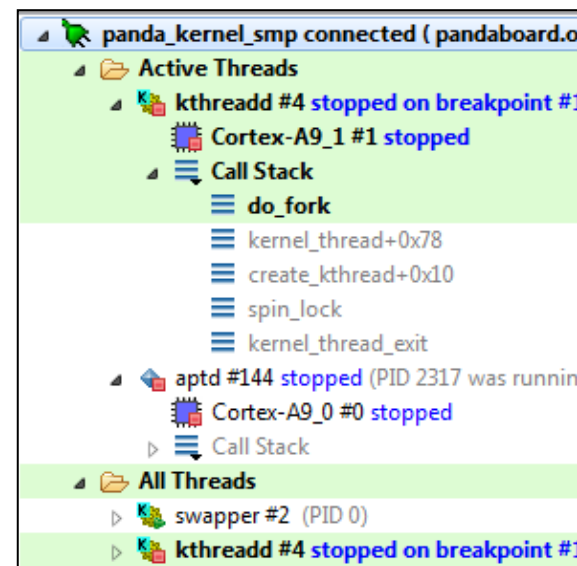 panda_kernel_smp connected ( pandaboard.o
Active Threads
kthreadd #4 stopped on breakpoint #1
Cortex-A9_1 #1 stopped
Call Stack
do_fork
kernel_thread+0x78
create_kthread+0x10
spin_lock
kernel_thread_exit
aptd #144 stopped (PID 2317 was runnin
Cortex-A9_0 #0 stopped
Call Stack
All Threads
swapper #2 (PID 0)
kthreadd #4 stopped on breakpoint #1